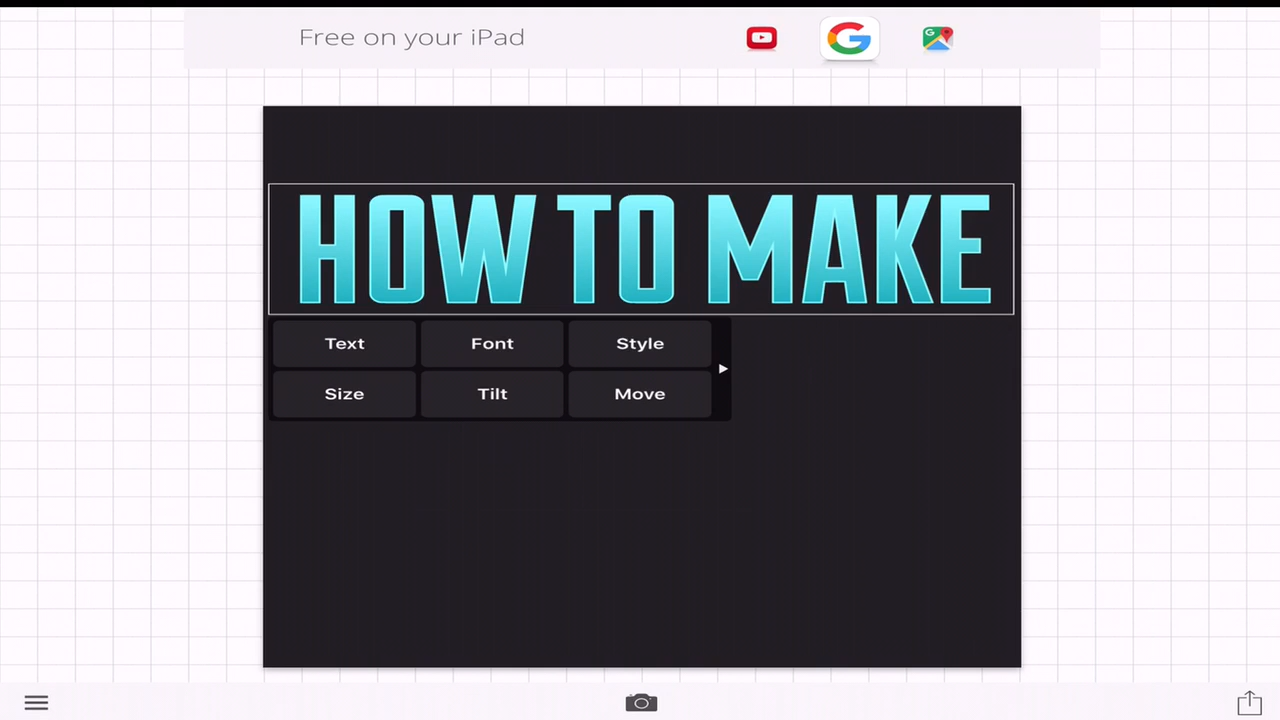 Free on your iPad
HOW TO MAKE
Text Font Style
Size Tilt Move